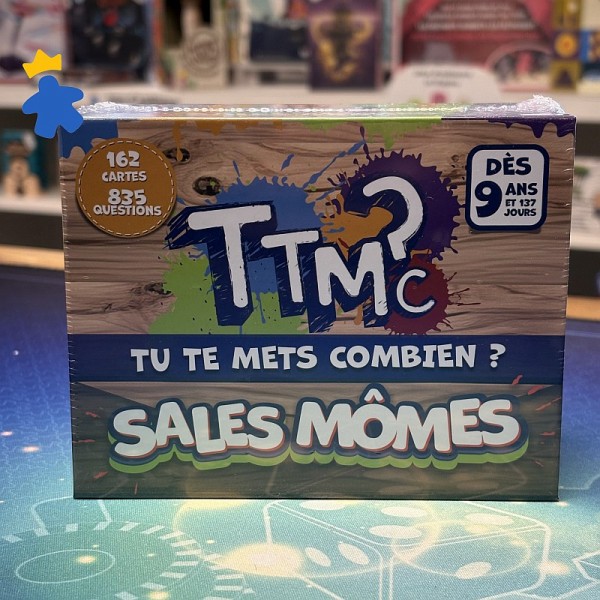 162
CARTES
835
QUESTIONS
DÈS
9 ANS
ET 137
JOURS
TTMC?
TU TE METS COMBIEN ?
SALES MÔMES